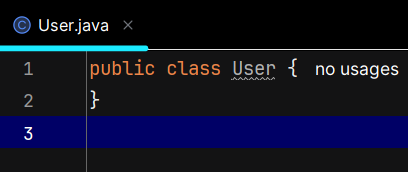 © User.java ×
1 public class User { no usages
2 }
3